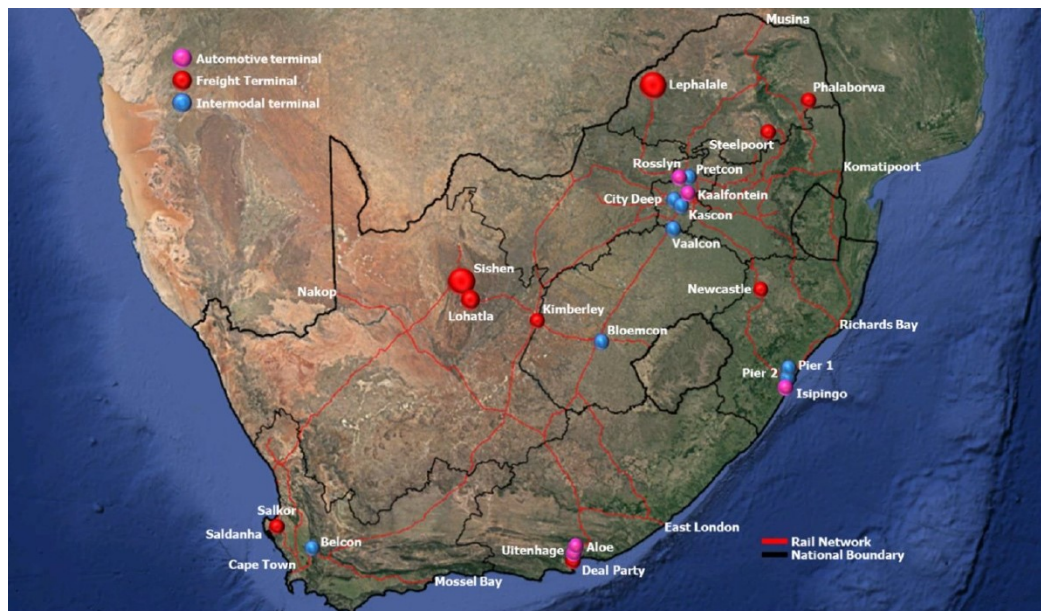 Musina
Automotive terminal
Freight Terminal
Intermodal terminal
Lephalale
Phalaborwa
Steelpoort
Rosslyn
Pretcon
Komatipoort
City Deep
Kaalfontein
Kascon
Vaalcon
Sishen
Nakop
Lohatla
Newcastle
Kimberley
Bloemcon
Richards Bay
Pier 2
Pier 1
Isipingo
Salkor
Saldanha
East London
Belcon
Uitenhage
Aloe
Rail Network
National Boundary
Cape Town
Deal Party
Mossel Bay